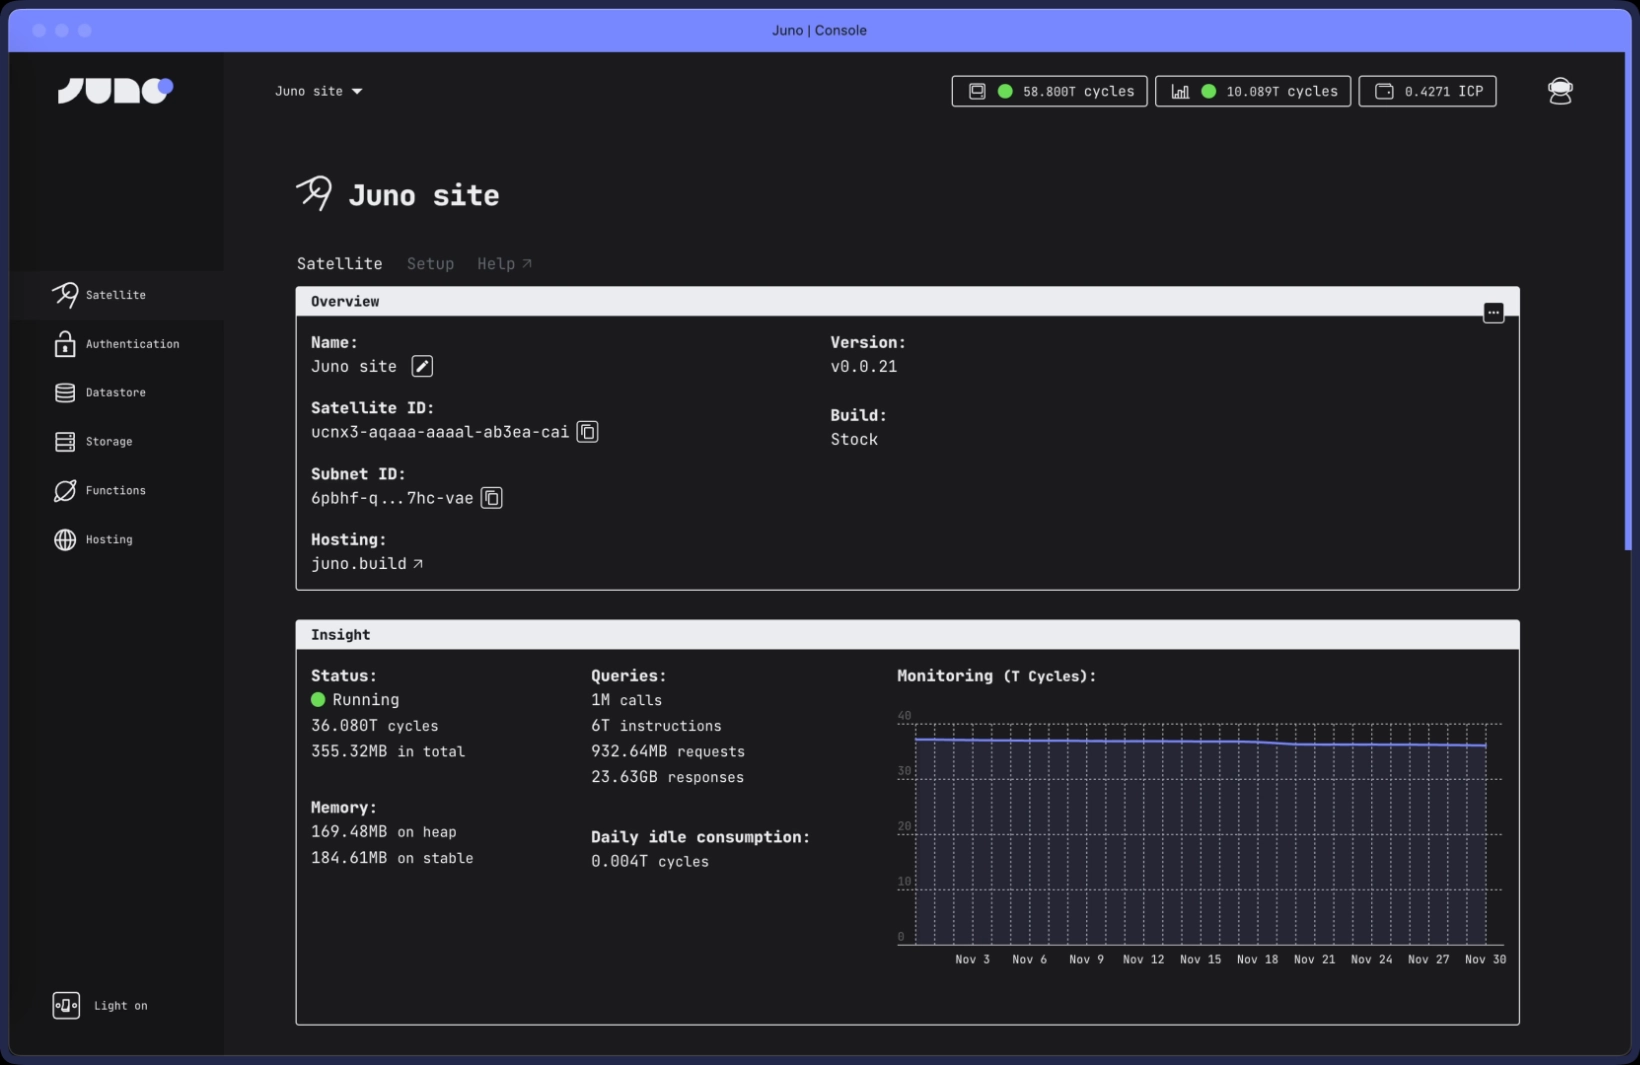 Juno | Console
JUNO
Juno site
58.800T cycles
10.089T cycles
0.4271 ICP
Juno site
Satellite
Setup
Help
Satellite
Authentication
Datastore
Storage
Functions
Hosting
Light on
Overview
Name:
Juno site
Satellite ID:
ucnx3-aqaaa-aaaal-ab3ea-cai
Subnet ID:
6pbhf-q...7hc-vae
Hosting:
juno.build
Version:
v0.0.21
Build:
Stock
Insight
Status:
Running
36.080T cycles
355.32MB in total
Memory:
169.48MB on heap
184.61MB on stable
Queries:
1M calls
6T instructions
932.64MB requests
23.63GB responses
Daily idle consumption:
0.004T cycles
Monitoring (T Cycles):
40
30
20
10
0
Nov 3 Nov 6 Nov 9 Nov 12 Nov 15 Nov 18 Nov 21 Nov 24 Nov 27 Nov 30